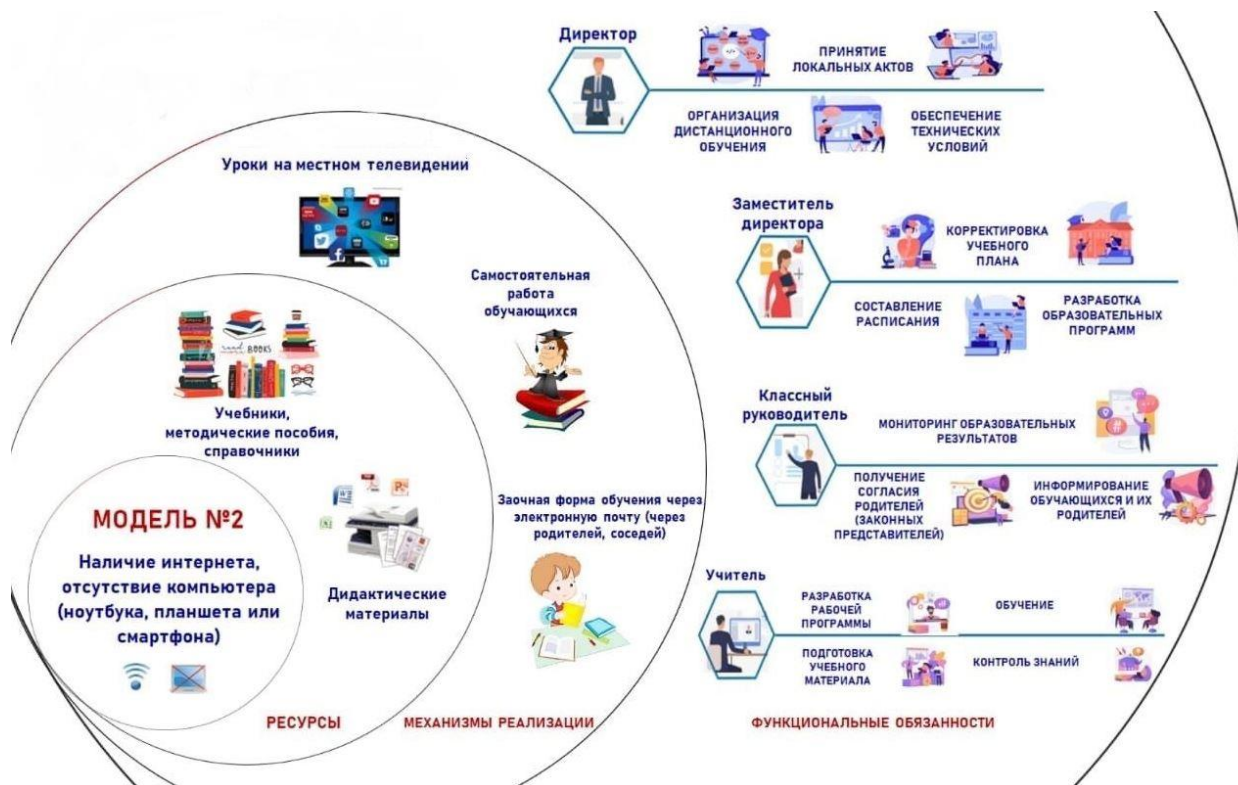 Директор
ПРИНЯТИЕ
ЛОКАЛЬНЫХ АКТОВ
ОРГАНИЗАЦИЯ
ДИСТАНЦИОННОГО
ОБУЧЕНИЯ
ОБЕСПЕЧЕНИЕ
ТЕХНИЧЕСКИХ
УСЛОВИЙ
Уроки на местном телевидении
Заместитель
директора
КОРРЕКТИРОВКА
УЧЕБНОГО
ПЛАНА
СОСТАВЛЕНИЕ
РАСПИСАНИЯ
РАЗРАБОТКА
ОБРАЗОВАТЕЛЬНЫХ
ПРОГРАММ
Самостоятельная
работа
обучающихся
read
more BOOKS
Учебники,
методические пособия,
справочники
Классный
руководитель
МОНИТОРИНГ ОБРАЗОВАТЕЛЬНЫХ
РЕЗУЛЬТАТОВ
ПОЛУЧЕНИЕ
СОГЛАСИЯ
РОДИТЕЛЕЙ
(ЗАКОННЫХ
ПРЕДСТАВИТЕЛЕЙ)
ИНФОРМИРОВАНИЕ
ОБУЧАЮЩИХСЯ И ИХ
РОДИТЕЛЕЙ
МОДЕЛЬ №2
Наличие интернета,
отсутствие компьютера
(ноутбука, планшета или
смартфона)
Дидактические
материалы
Заочная форма обучения через
электронную почту (через
родителей, соседей)
Учитель
РАЗРАБОТКА
РАБОЧЕЙ
ПРОГРАММЫ
ОБУЧЕНИЕ
ПОДГОТОВКА
УЧЕБНОГО
МАТЕРИАЛА
КОНТРОЛЬ ЗНАНИЙ
РЕСУРСЫ
МЕХАНИЗМЫ РЕАЛИЗАЦИИ
ФУНКЦИОНАЛЬНЫЕ ОБЯЗАННОСТИ